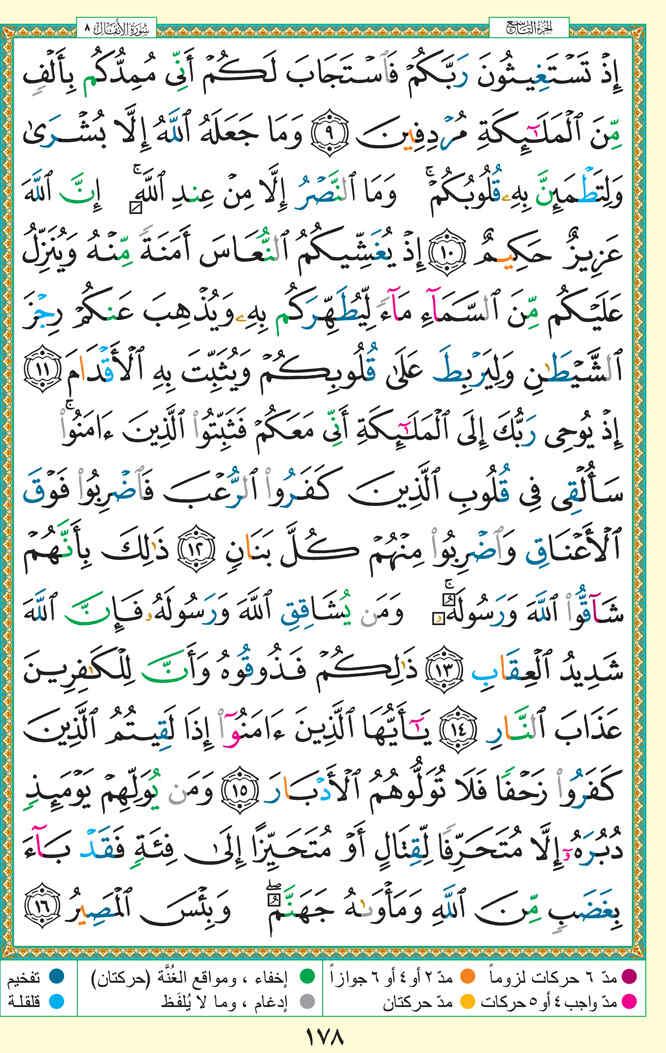 الجزء التاسع
سورة الأنفال ٨
إِذْ تَسْتَغِيثُونَ رَبَّكُمْ فَٱسْتَجَابَ لَكُمْ أَنِّى مُمِدُّكُم بِأَلْفٍ
مِّنَ ٱلْمَلَٰٓئِكَةِ مُرْدِفِينَ ٩ وَمَا جَعَلَهُ ٱللَّهُ إِلَّا بُشْرَىٰ
وَلِتَطْمَئِنَّ بِهِۦ قُلُوبُكُمْ ۚ وَمَا ٱلنَّصْرُ إِلَّا مِنْ عِندِ ٱللَّهِ ۚ إِنَّ ٱللَّهَ
عَزِيزٌ حَكِيمٌ ١٠ إِذْ يُغَشِّيكُمُ ٱلنُّعَاسَ أَمَنَةً مِّنْهُ وَيُنَزِّلُ
عَلَيْكُم مِّنَ ٱلسَّمَآءِ مَآءً لِّيُطَهِّرَكُم بِهِۦ وَيُذْهِبَ عَنكُمْ رِجْزَ
ٱلشَّيْطَٰنِ وَلِيَرْبِطَ عَلَىٰ قُلُوبِكُمْ وَيُثَبِّتَ بِهِ ٱلْأَقْدَامَ ١١
إِذْ يُوحِى رَبُّكَ إِلَى ٱلْمَلَٰٓئِكَةِ أَنِّى مَعَكُمْ فَثَبِّتُوا۟ ٱلَّذِينَ ءَامَنُوا۟ ۚ
سَأُلْقِى فِى قُلُوبِ ٱلَّذِينَ كَفَرُوا۟ ٱلرُّعْبَ فَٱضْرِبُوا۟ فَوْقَ
ٱلْأَعْنَاقِ وَٱضْرِبُوا۟ مِنْهُمْ كُلَّ بَنَانٍ ١٢ ذَٰلِكَ بِأَنَّهُمْ
شَآقُّوا۟ ٱللَّهَ وَرَسُولَهُۥ ۚ وَمَن يُشَاقِقِ ٱللَّهَ وَرَسُولَهُۥ فَإِنَّ ٱللَّهَ
شَدِيدُ ٱلْعِقَابِ ١٣ ذَٰلِكُمْ فَذُوقُوهُ وَأَنَّ لِلْكَٰفِرِينَ
عَذَابَ ٱلنَّارِ ١٤ يَٰٓأَيُّهَا ٱلَّذِينَ ءَامَنُوٓا۟ إِذَا لَقِيتُمُ ٱلَّذِينَ
كَفَرُوا۟ زَحْفًا فَلَا تُوَلُّوهُمُ ٱلْأَدْبَارَ ١٥ وَمَن يُوَلِّهِمْ يَوْمَئِذٍ
دُبُرَهُۥٓ إِلَّا مُتَحَرِّفًا لِّقِتَالٍ أَوْ مُتَحَيِّزًا إِلَىٰ فِئَةٍ فَقَدْ بَآءَ
بِغَضَبٍ مِّنَ ٱللَّهِ وَمَأْوَىٰهُ جَهَنَّمُ ۖ وَبِئْسَ ٱلْمَصِيرُ ١٦
مدّ ٦ حركات لزوماً مدّ ٢ أو ٤ أو ٦ جوازاً إخفاء ، ومواقع الغُنَّة (حركتان) تفخيم
مدّ واجب ٤ أو ٥ حركات مدّ حركتان إدغام ، وما لا يُلفَظ قلقلة
١٧٨